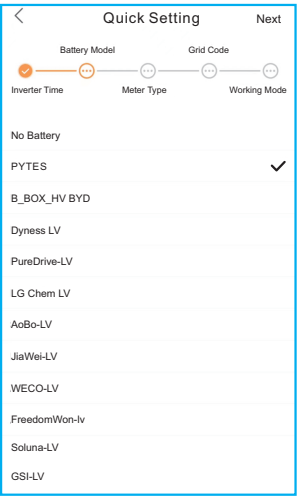 Quick Setting Next
Battery Model Grid Code
Inverter Time Meter Type Working Mode
No Battery
PYTES
B_BOX_HV BYD
Dyness LV
PureDrive-LV
LG Chem LV
AoBo-LV
JiaWei-LV
WECO-LV
FreedomWon-lv
Soluna-LV
GSI-LV